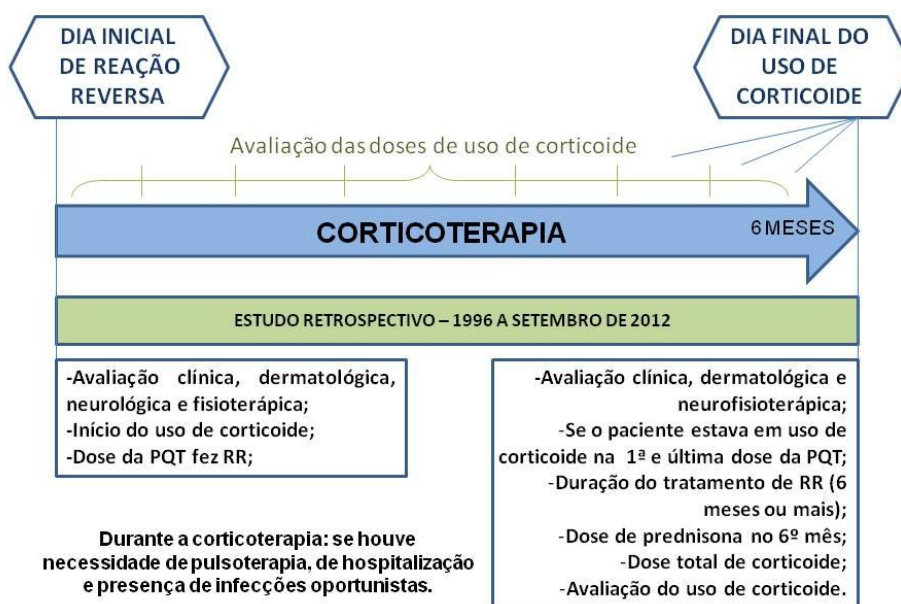 DIA INICIAL
DE REAÇÃO
REVERSA
DIA FINAL DO
USO DE
CORTICOIDE
Avaliação das doses de uso de corticoide
CORTICOTERAPIA
6 MESES
ESTUDO RETROSPECTIVO – 1996 A SETEMBRO DE 2012
-Avaliação clínica, dermatológica,
neurológica e fisioterápica;
-Início do uso de corticoide;
-Dose da PQT fez RR;
Durante a corticoterapia: se houve
necessidade de pulsoterapia, de hospitalização
e presença de infecções oportunistas.
-Avaliação clínica, dermatológica e
neurofisioterápica;
-Se o paciente estava em uso de
corticoide na 1ª e última dose da PQT;
-Duração do tratamento de RR (6
meses ou mais);
-Dose de prednisona no 6º mês;
-Dose total de corticoide;
-Avaliação do uso de corticoide.